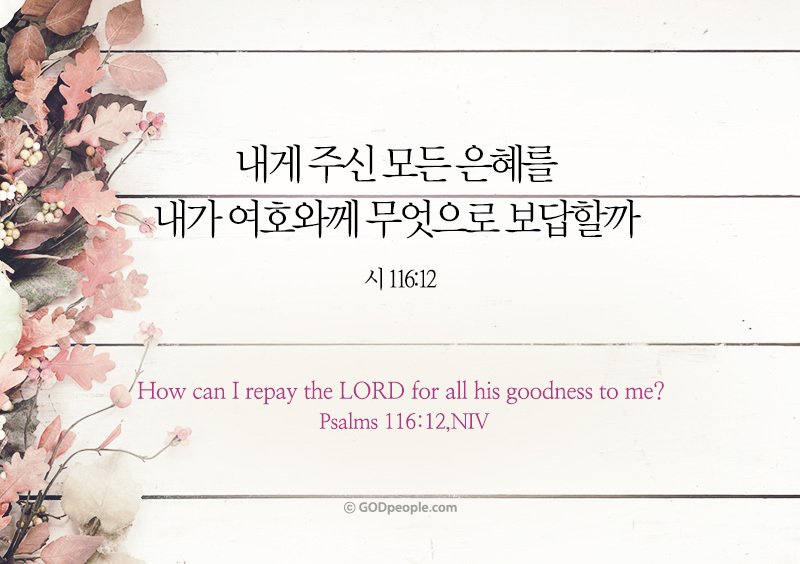 내게 주신 모든 은혜를
내가 여호와께 무엇으로 보답할까
시 116:12
How can I repay the LORD for all his goodness to me?
Psalms 116:12,NIV
© GODpeople.com